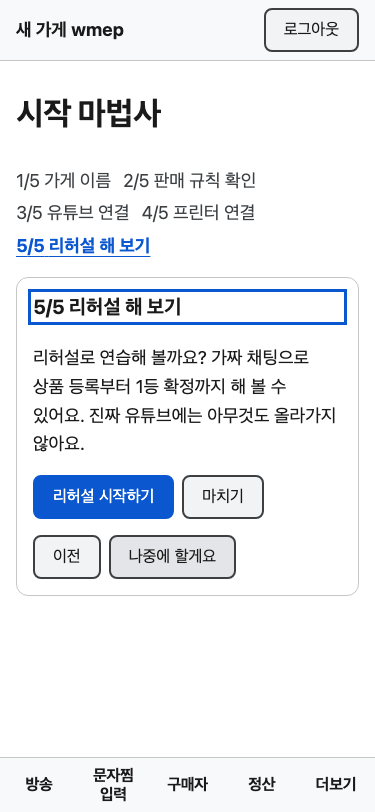 새 가게 wmep
로그아웃
시작 마법사
1/5 가게 이름 2/5 판매 규칙 확인
3/5 유튜브 연결 4/5 프린터 연결
5/5 리허설 해 보기
5/5 리허설 해 보기
리허설로 연습해 볼까요? 가짜 채팅으로
상품 등록부터 1등 확정까지 해 볼 수
있어요. 진짜 유튜브에는 아무것도 올라가지
않아요.
리허설 시작하기 마치기
이전 나중에 할게요
방송 문자찜 입력 구매자 정산 더보기